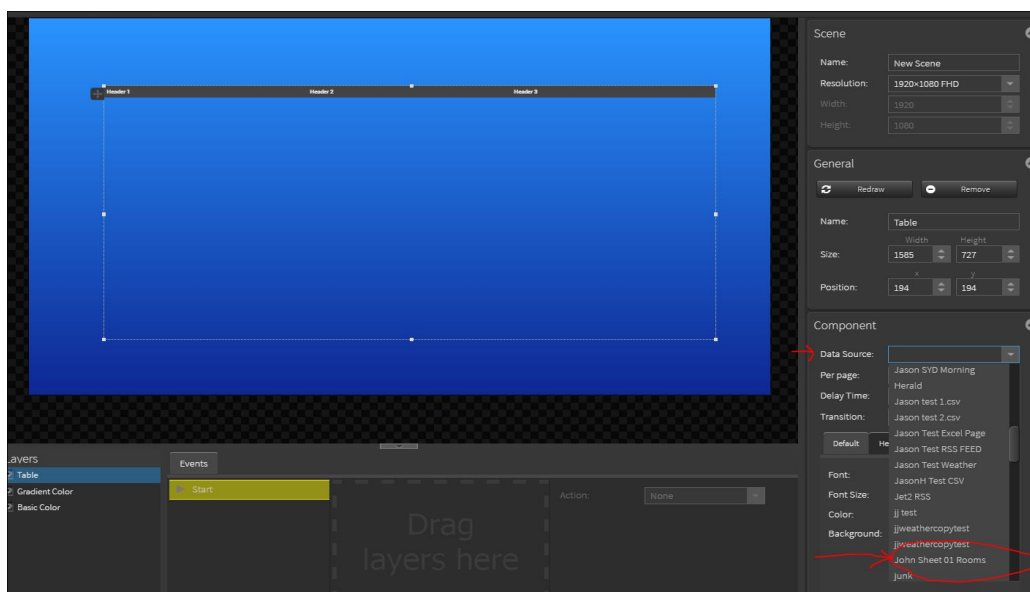 Scene
Name: New Scene
Resolution: 1920×1080 FHD
Width: 1920
Height: 1080
General
Redraw Remove
Name: Table
Width Height
Size: 1585 727
x y
Position: 194 194
Component
Data Source:
Per page:
Delay Time:
Transition:
Default He
Font:
Font Size:
Color:
Background:
Jason SYD Morning
Herald
Jason test 1.csv
Jason test 2.csv
Jason Test Excel Page
Jason Test RSS FEED
Jason Test Weather
JasonH Test CSV
Jet2 RSS
jj test
jjweathercopytest
jjweathercopytest
John Sheet 01 Rooms
junk
Header 1 Header 2 Header 3
Layers
Table
Gradient Color
Basic Color
Events
Start
Drag
layers here
Action: None